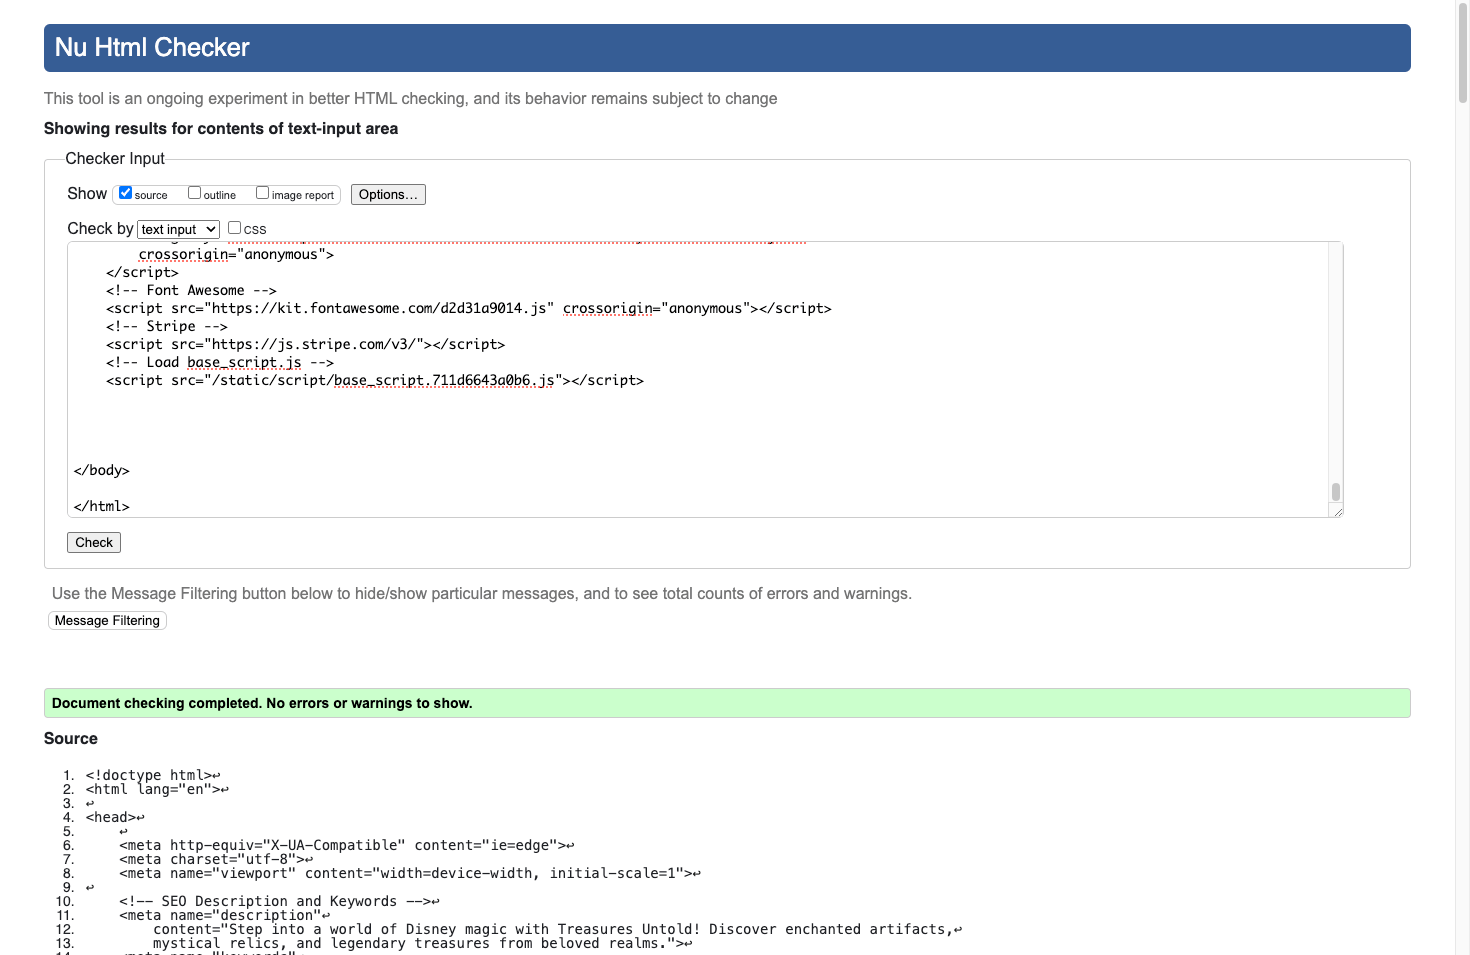 Nu Html Checker
This tool is an ongoing experiment in better HTML checking, and its behavior remains subject to change
Showing results for contents of text-input area
Checker Input
Show source outline image report Options...
Check by text input CSS
crossorigin="anonymous">
</script>
<!-- Font Awesome -->
<script src="https://kit.fontawesome.com/d2d31a9014.js" crossorigin="anonymous"></script>
<!-- Stripe -->
<script src="https://js.stripe.com/v3/"></script>
<!-- Load base_script.js -->
<script src="/static/script/base_script.711d6643a0b6.js"></script>
</body>
</html>
Check
Use the Message Filtering button below to hide/show particular messages, and to see total counts of errors and warnings.
Message Filtering
Document checking completed. No errors or warnings to show.
Source
1. <!doctype html>↩
2. <html lang="en">↩
3. ↩
4. <head>↩
5. ↩
6. <meta http-equiv="X-UA-Compatible" content="ie=edge">↩
7. <meta charset="utf-8">↩
8. <meta name="viewport" content="width=device-width, initial-scale=1">↩
9. ↩
10. <!-- SEO Description and Keywords -->↩
11. <meta name="description"↩
12. content="Step into a world of Disney magic with Treasures Untold! Discover enchanted artifacts,↩
13. mystical relics, and legendary treasures from beloved realms.">↩